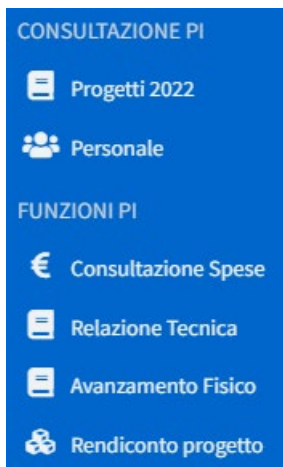 CONSULTAZIONE PI
Progetti 2022
Personale
FUNZIONI PI
Consultazione Spese
Relazione Tecnica
Avanzamento Fisico
Rendiconto progetto